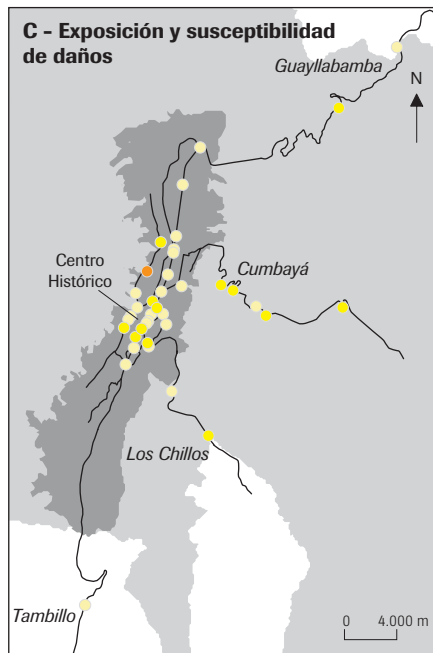 C - Exposición y susceptibilidad
de daños
Guayllabamba
N
Centro
Histórico
Cumbayá
Los Chillos
Tambillo
0 4.000 m